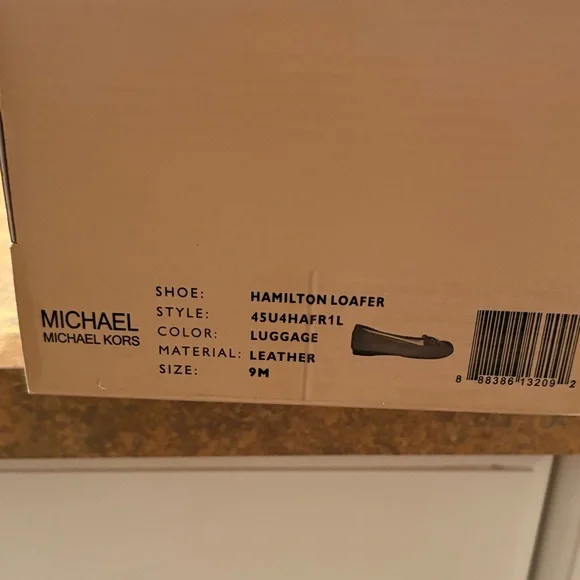 MICHAEL
MICHAEL KORS
SHOE: HAMILTON LOAFER
STYLE: 45U4HAFR1L
COLOR: LUGGAGE
MATERIAL: LEATHER
SIZE: 9M
8 88386 13209 2